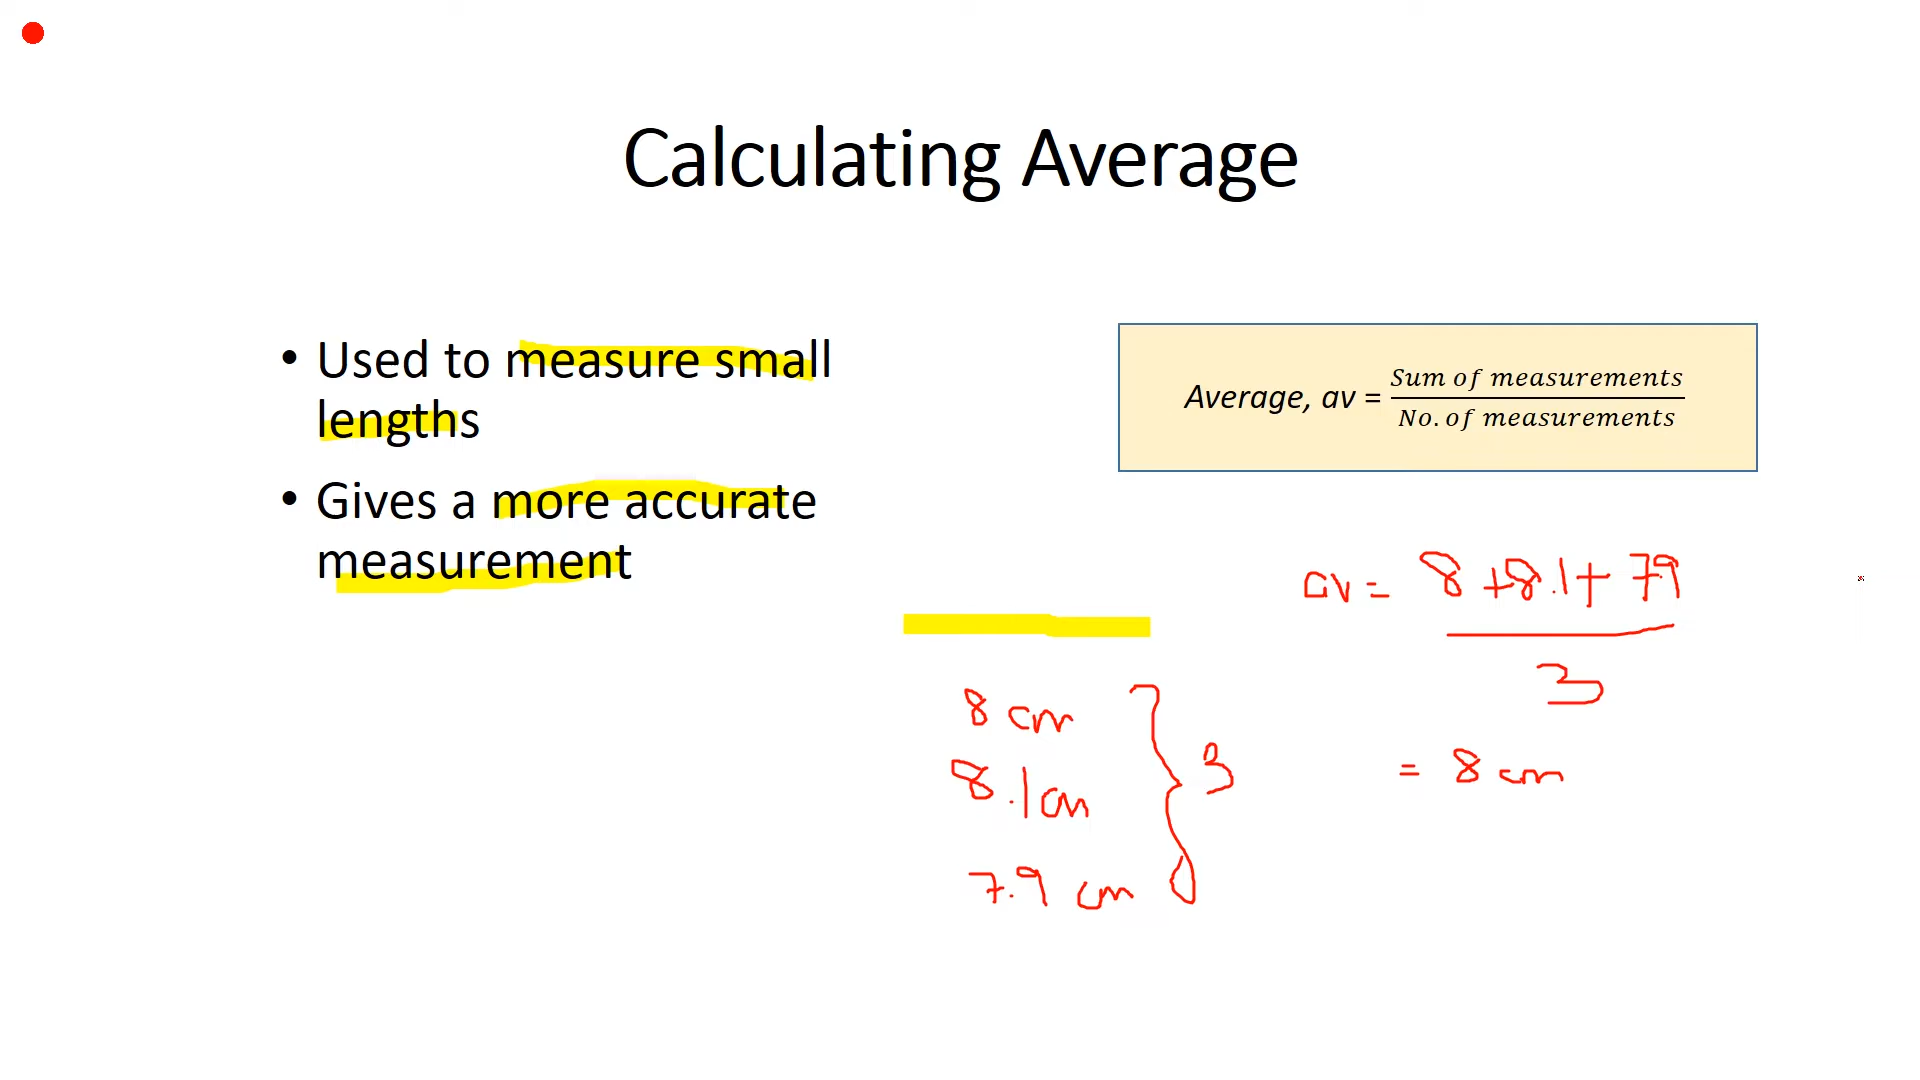 Calculating Average
• Used to measure small
lengths
• Gives a more accurate
measurement
Average, av = Sum of measurements
No. of measurements
av = 8 + 8.1 + 7.9
3
= 8 cm
8 cm
8.1 cm
7.9 cm
3